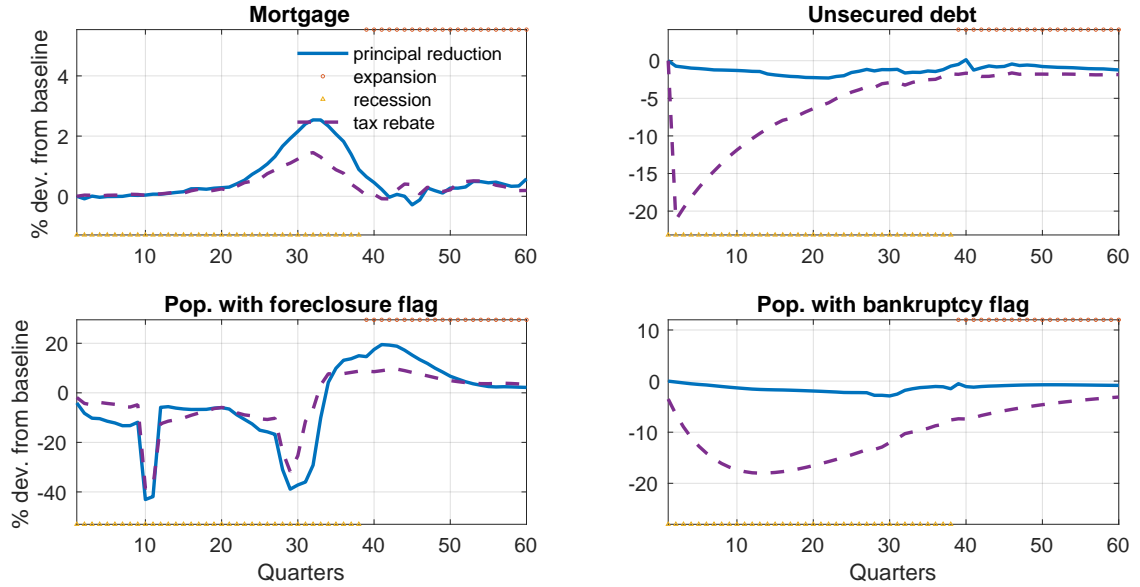 Mortgage
% dev. from baseline
4
2
0
10 20 30 40 50 60
principal reduction
expansion
recession
tax rebate
Unsecured debt
0
-5
-10
-15
-20
10 20 30 40 50 60
Pop. with foreclosure flag
% dev. from baseline
20
0
-20
-40
10 20 30 40 50 60
Quarters
Pop. with bankruptcy flag
10
0
-10
-20
10 20 30 40 50 60
Quarters